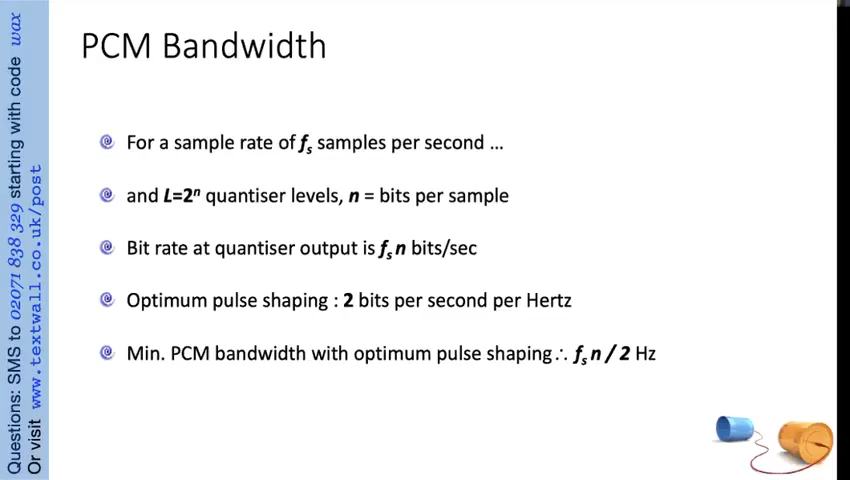 PCM Bandwidth
For a sample rate of fₛ samples per second ...
and L=2ⁿ quantiser levels, n = bits per sample
Bit rate at quantiser output is fₛ n bits/sec
Optimum pulse shaping : 2 bits per second per Hertz
Min. PCM bandwidth with optimum pulse shaping∴ fₛ n / 2 Hz
Questions: SMS to 02071 838 329 starting with code wax
Or visit www.textwall.co.uk/post